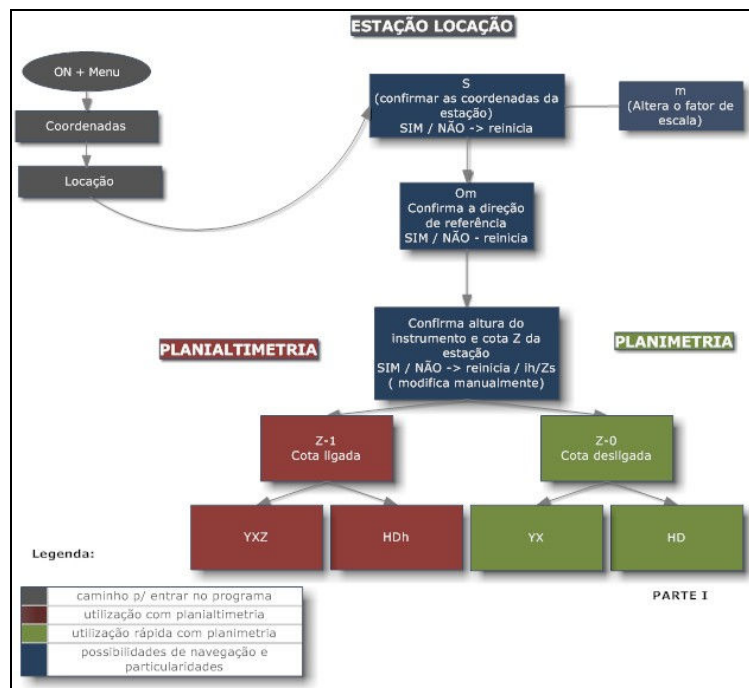 ESTAÇÃO LOCAÇÃO
ON + Menu
Coordenadas
Locação
S
(confirmar as coordenadas da
estação)
SIM / NÃO -> reinicia
m
(Altera o fator de
escala)
Om
Confirma a direção
de referência
SIM / NÃO - reinicia
Confirma altura do
instrumento e cota Z da
estação
SIM / NÃO -> reinicia / ih/Zs
( modifica manualmente)
PLANIALTIMETRIA
PLANIMETRIA
Z-1
Cota ligada
Z-0
Cota desligada
YXZ
HDh
YX
HD
Legenda:
caminho p/ entrar no programa
utilização com planialtimetria
utilização rápida com planimetria
possibilidades de navegação e
particularidades
PARTE I